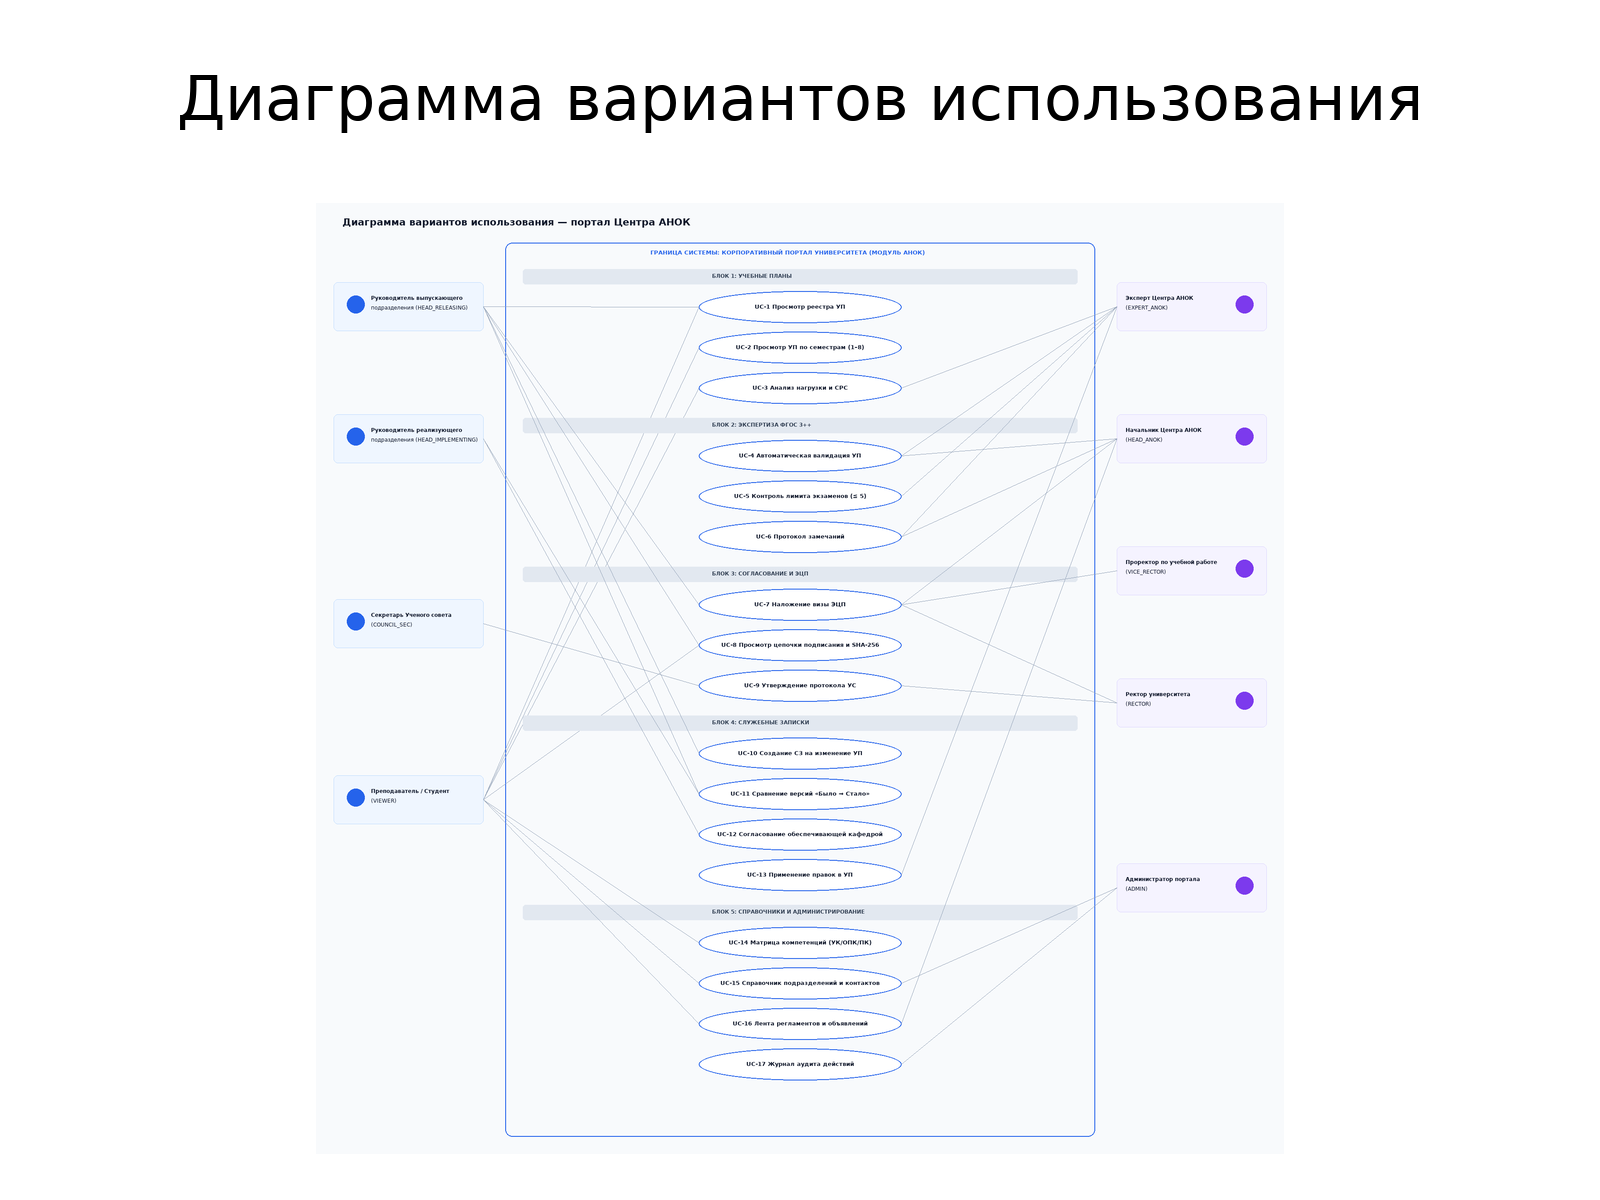 Диаграмма вариантов использования
Диаграмма вариантов использования — портал Центра АНОК
ГРАНИЦА СИСТЕМЫ: КОРПОРАТИВНЫЙ ПОРТАЛ УНИВЕРСИТЕТА (МОДУЛЬ АНОК)
Руководитель выпускающего
подразделения (HEAD_RELEASING)
Руководитель реализующего
подразделения (HEAD_IMPLEMENTING)
Секретарь Ученого совета
(COUNCIL_SEC)
Преподаватель / Студент
(VIEWER)
БЛОК 1: УЧЕБНЫЕ ПЛАНЫ
UC-1 Просмотр реестра УП
UC-2 Просмотр УП по семестрам (1–8)
UC-3 Анализ нагрузки и СРС
БЛОК 2: ЭКСПЕРТИЗА ФГОС 3++
UC-4 Автоматическая валидация УП
UC-5 Контроль лимита экзаменов (≤ 5)
UC-6 Протокол замечаний
БЛОК 3: СОГЛАСОВАНИЕ И ЭЦП
UC-7 Наложение визы ЭЦП
UC-8 Просмотр цепочки подписания и SHA-256
UC-9 Утверждение протокола УС
БЛОК 4: СЛУЖЕБНЫЕ ЗАПИСКИ
UC-10 Создание СЗ на изменение УП
UC-11 Сравнение версий «Было → Стало»
UC-12 Согласование обеспечивающей кафедрой
UC-13 Применение правок в УП
БЛОК 5: СПРАВОЧНИКИ И АДМИНИСТРИРОВАНИЕ
UC-14 Матрица компетенций (УК/ОПК/ПК)
UC-15 Справочник подразделений и контактов
UC-16 Лента регламентов и объявлений
UC-17 Журнал аудита действий
Эксперт Центра АНОК
(EXPERT_ANOK)
Начальник Центра АНОК
(HEAD_ANOK)
Проректор по учебной работе
(VICE_RECTOR)
Ректор университета
(RECTOR)
Администратор портала
(ADMIN)